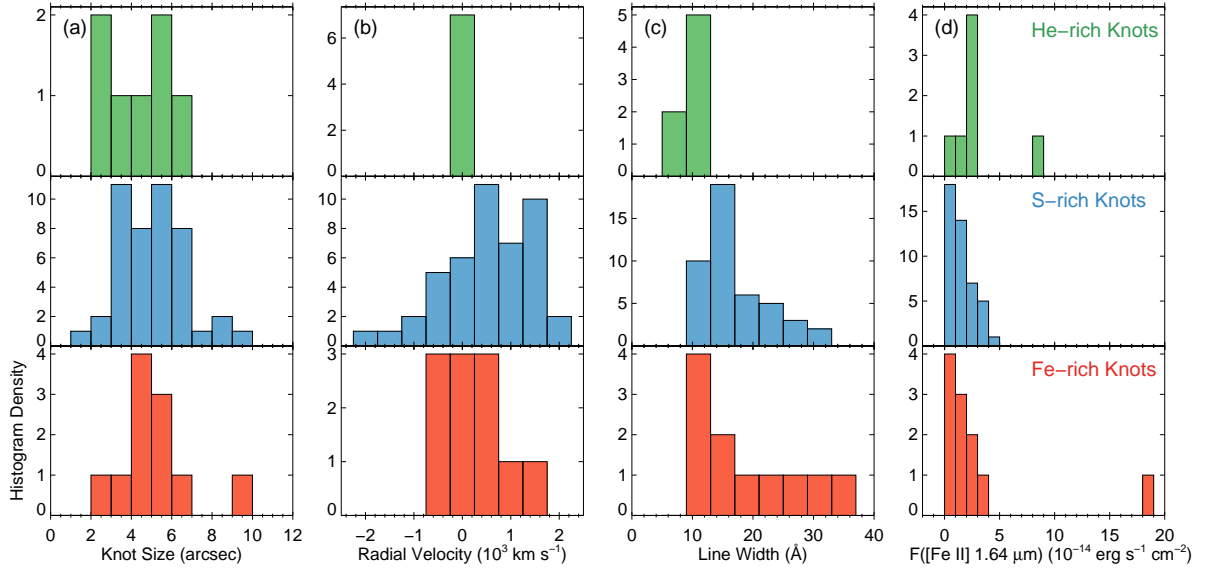 (a) (b) (c) (d) He−rich Knots
2 1 0
6 4 2 0
5 4 3 2 1 0
4 3 2 1 0
S−rich Knots
10 8 6 4 2 0
10 8 6 4 2 0
15 10 5 0
15 10 5 0
Fe−rich Knots
4 3 2 1 0
3 2 1 0
4 3 2 1 0
4 3 2 1 0
Histogram Density
0 2 4 6 8 10 12
−2 −1 0 1 2
0 10 20 30 40
0 5 10 15 20
Knot Size (arcsec)
Radial Velocity (10³ km s⁻¹)
Line Width (Å)
F([Fe II] 1.64 μm) (10⁻¹⁴ erg s⁻¹ cm⁻²)